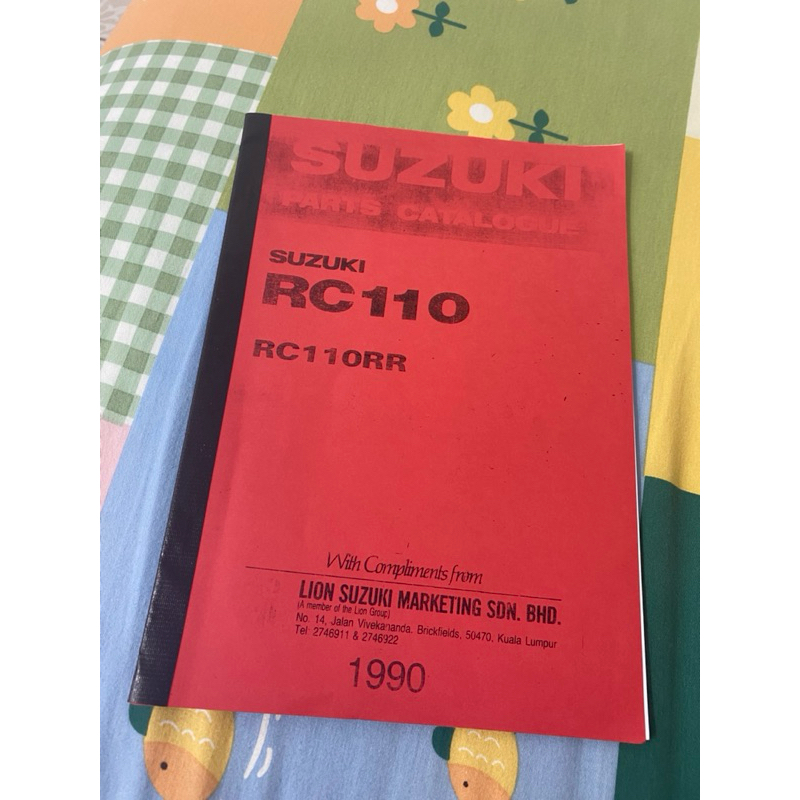 SUZUKI
PARTS CATALOGUE
SUZUKI
RC110
RC110RR
With Compliments from
LION SUZUKI MARKETING SDN. BHD.
(A member of the Lion Group)
No. 14, Jalan Vivekananda, Brickfields, 50470, Kuala Lumpur
Tel: 2746911 & 2746922
1990